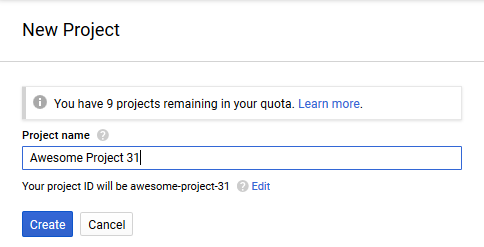 New Project
You have 9 projects remaining in your quota. Learn more.
Project name
Awesome Project 31
Your project ID will be awesome-project-31 Edit
Create Cancel